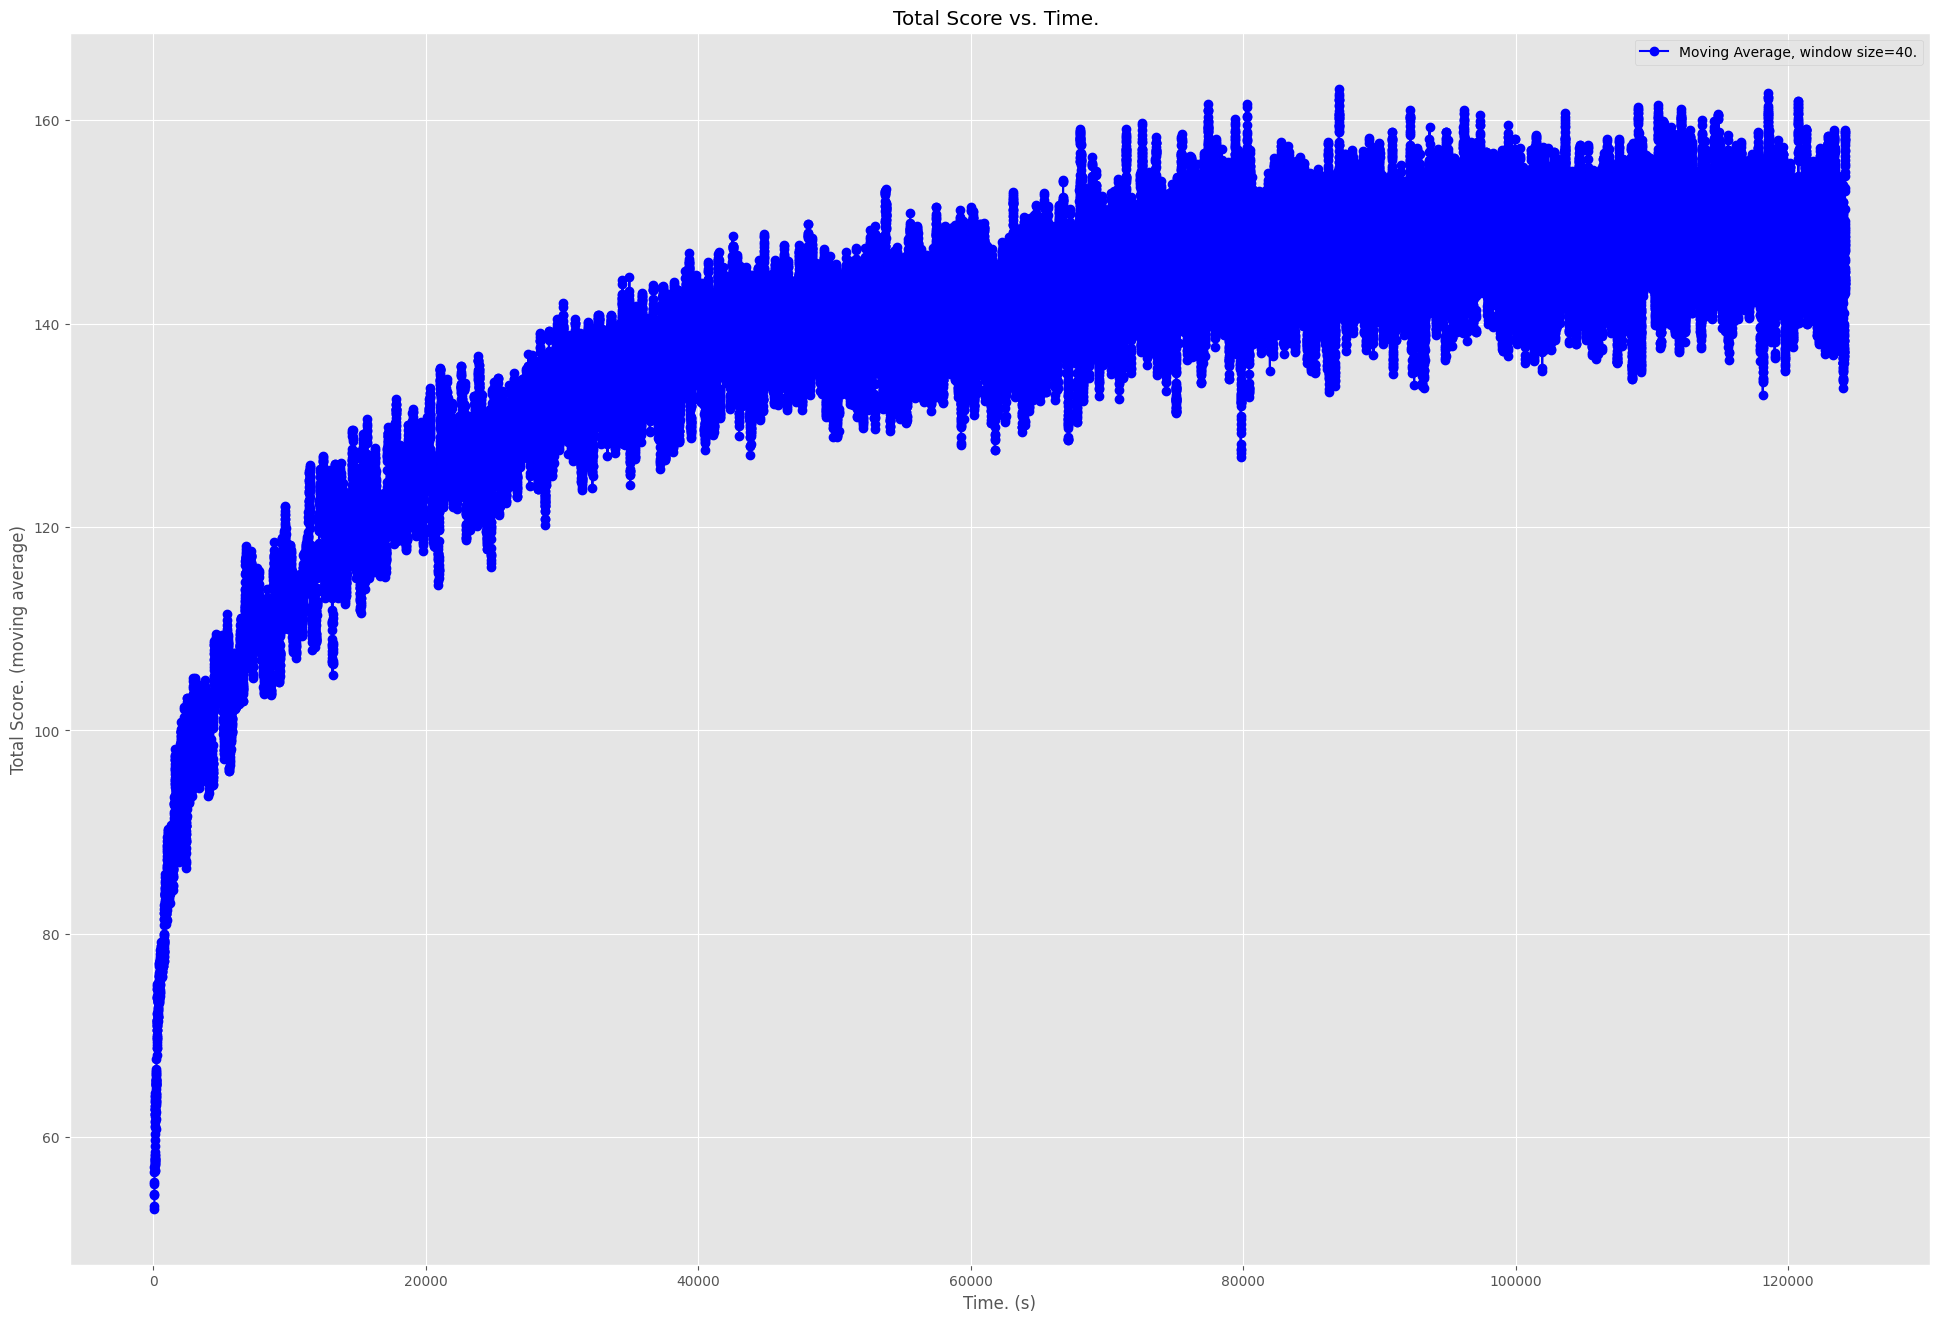 Total Score vs. Time.
Moving Average, window size=40.
Total Score. (moving average)
160
140
120
100
80
60
0 20000 40000 60000 80000 100000 120000
Time. (s)